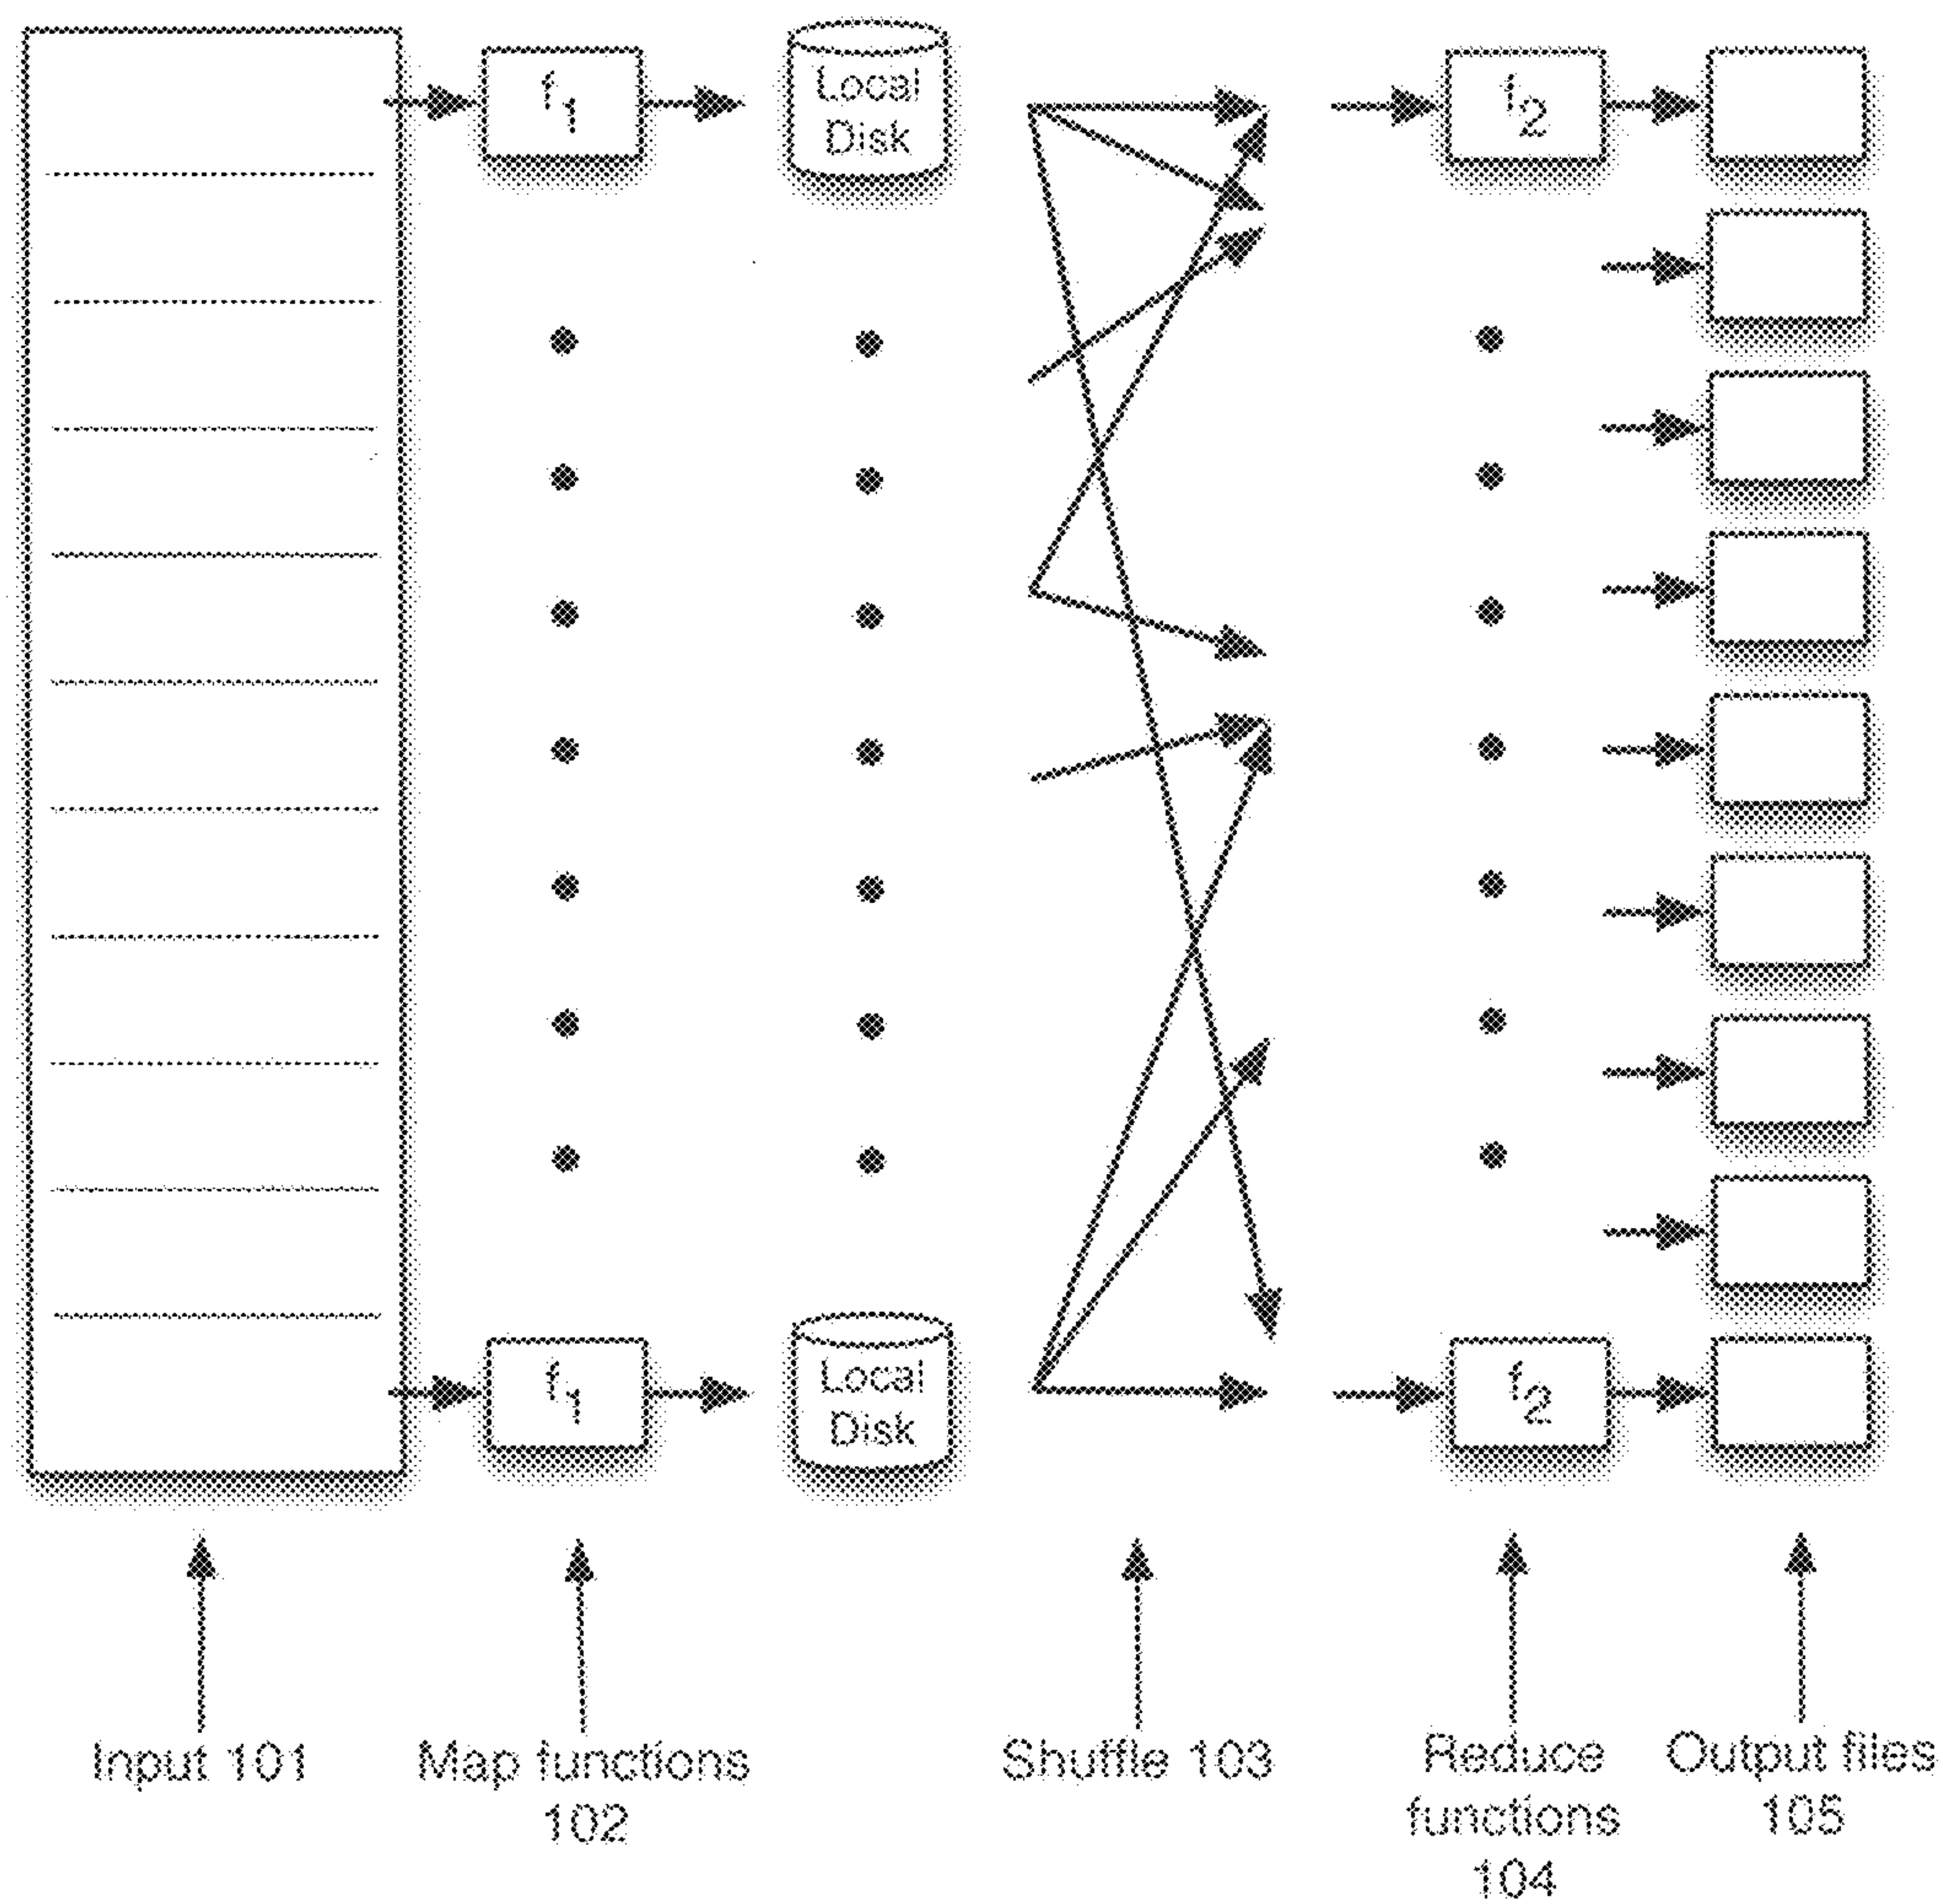 f1
Local
Disk
f2
f1
Local
Disk
f2
Input 101
Map functions
102
Shuffle 103
Reduce
functions
104
Output files
105